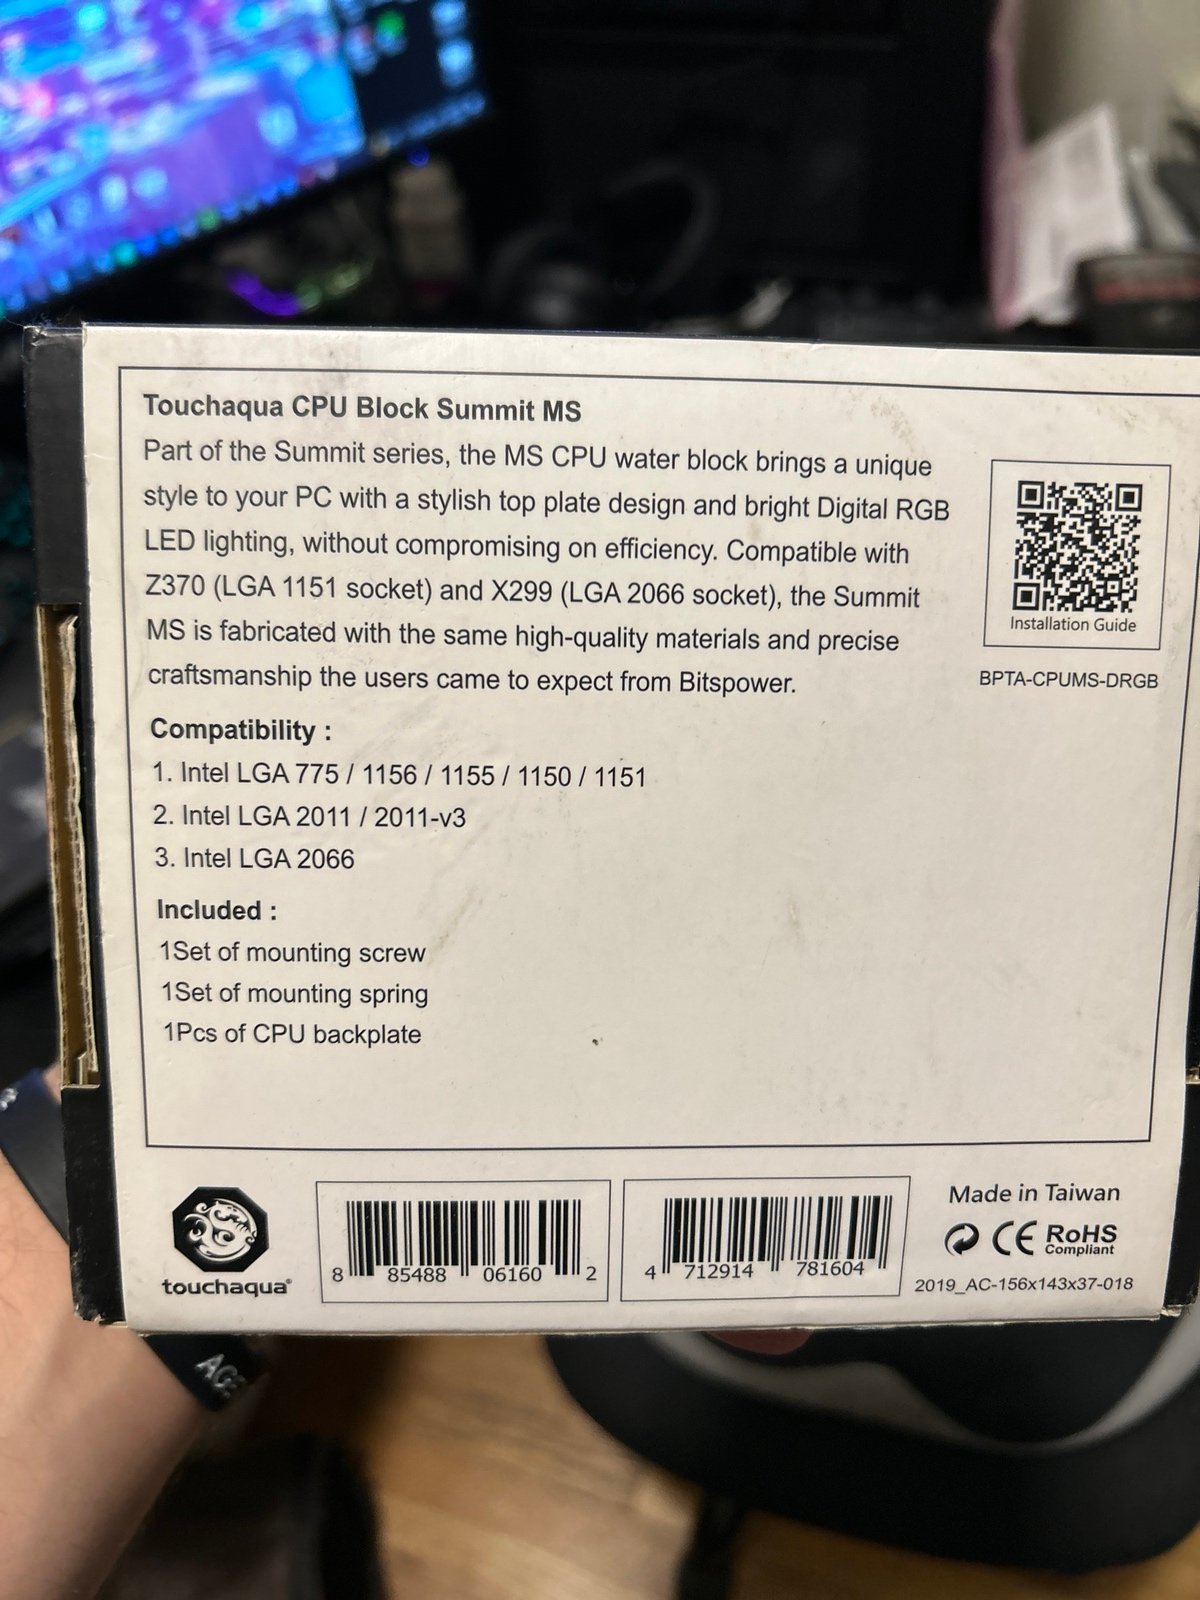 Touchaqua CPU Block Summit MS
Part of the Summit series, the MS CPU water block brings a unique
style to your PC with a stylish top plate design and bright Digital RGB
LED lighting, without compromising on efficiency. Compatible with
Z370 (LGA 1151 socket) and X299 (LGA 2066 socket), the Summit
MS is fabricated with the same high-quality materials and precise
craftsmanship the users came to expect from Bitspower.
Installation Guide
BPTA-CPUMS-DRGB
Compatibility :
1. Intel LGA 775 / 1156 / 1155 / 1150 / 1151
2. Intel LGA 2011 / 2011-v3
3. Intel LGA 2066
Included :
1Set of mounting screw
1Set of mounting spring
1Pcs of CPU backplate
touchaqua®
8 85488 06160 2
4 712914 781604
Made in Taiwan
CE RoHS
Compliant
2019_AC-156x143x37-018